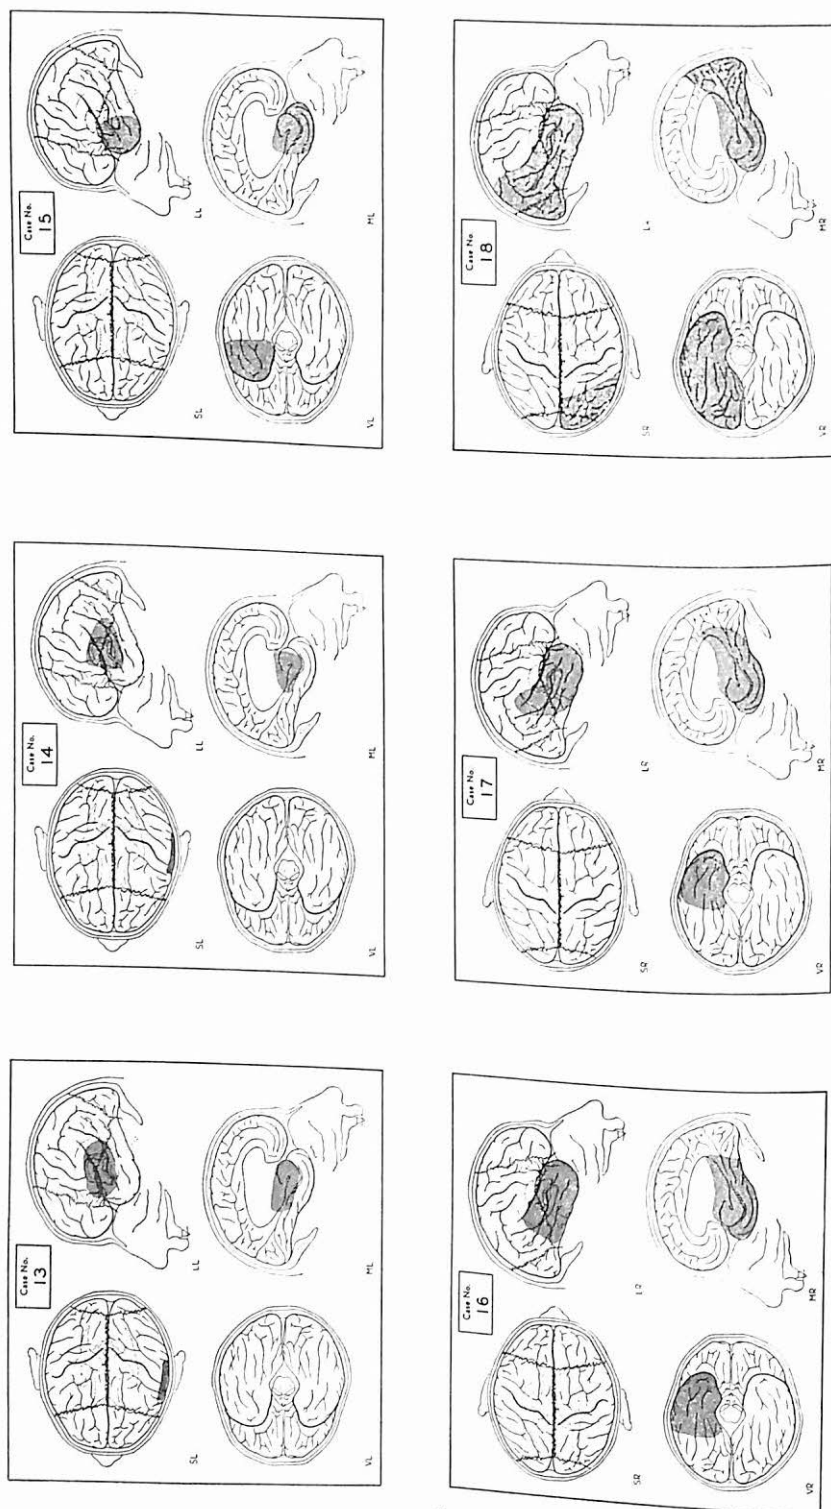 Case No.
13
SL
LL
VL
ML
Case No.
14
SL
LL
VL
ML
Case No.
15
SL
LL
VL
ML
Case No.
16
SR
LR
VR
MR
Case No.
17
SR
LR
VR
MR
Case No.
18
SR
VR
MR